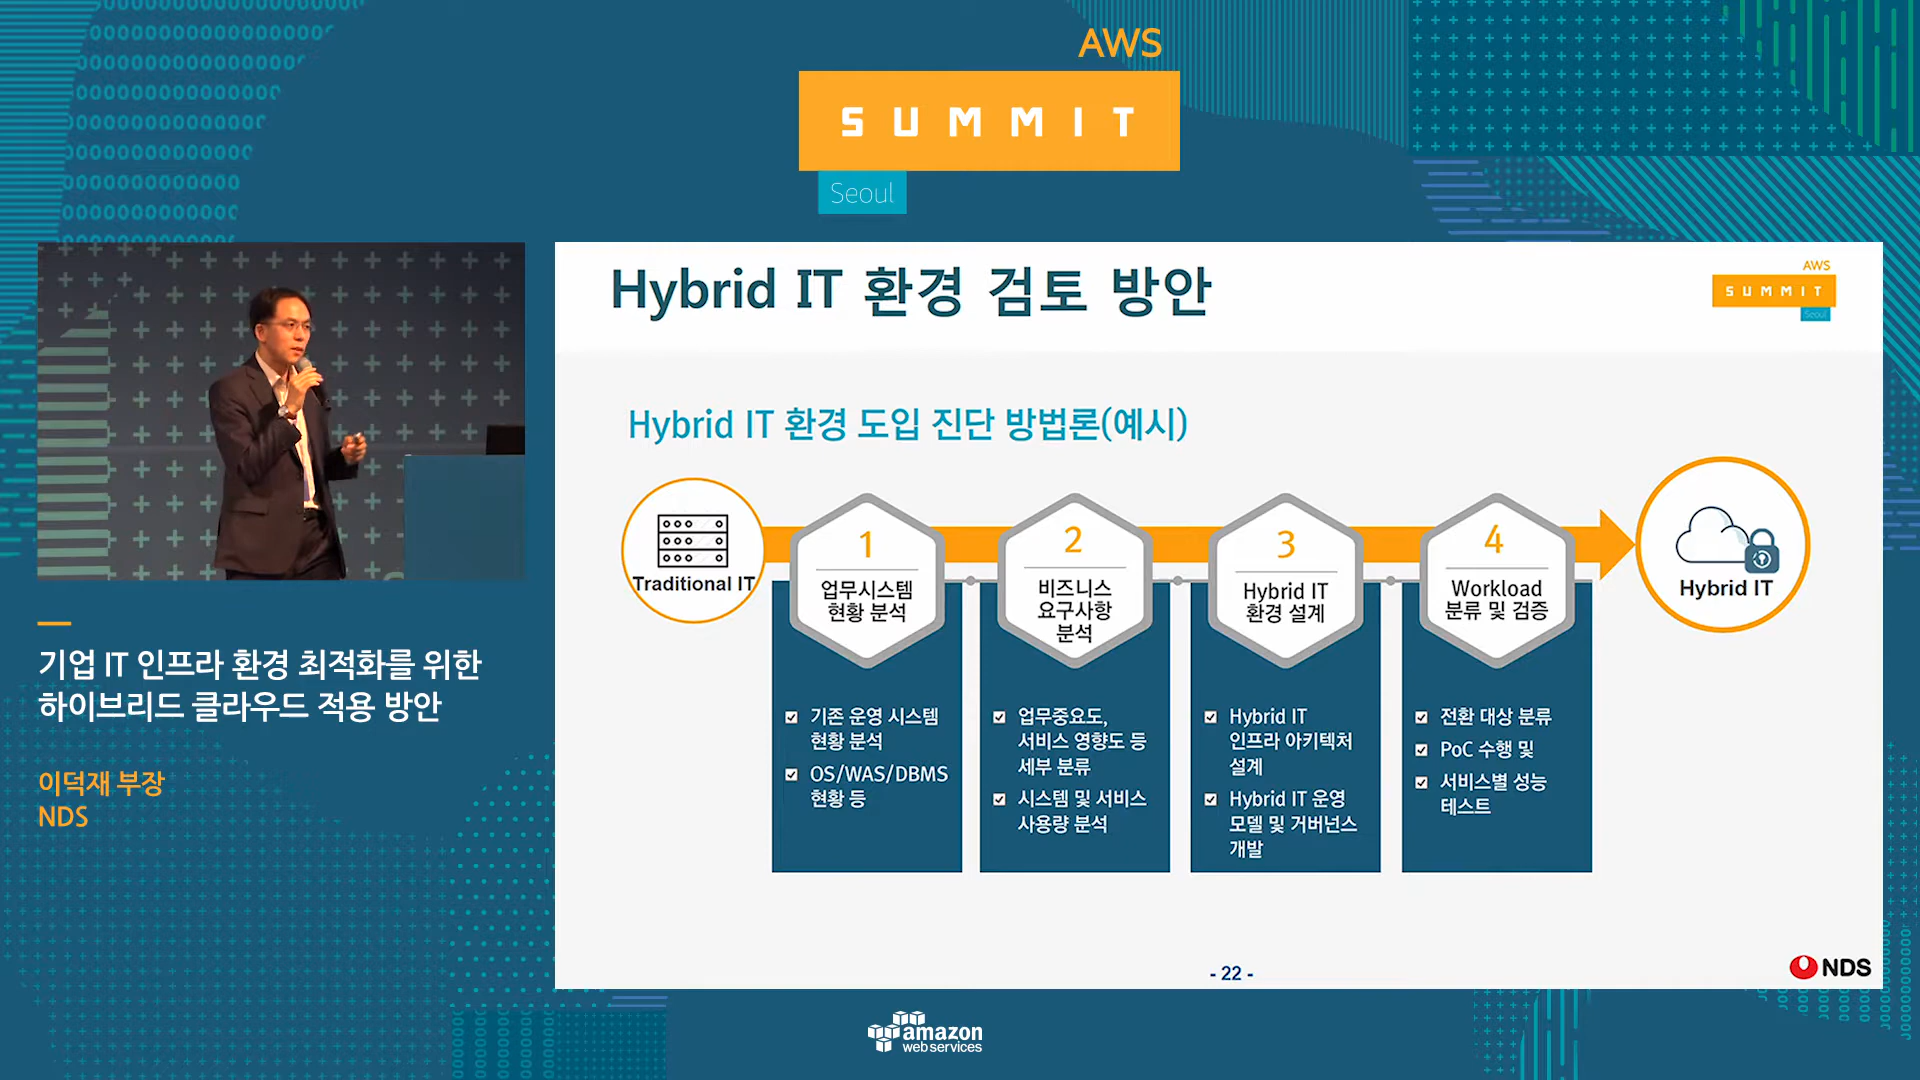 AWS
SUMMIT
Seoul
기업 IT 인프라 환경 최적화를 위한
하이브리드 클라우드 적용 방안
이덕재 부장
NDS
Hybrid IT 환경 검토 방안
AWS
SUMMIT
Seoul
Hybrid IT 환경 도입 진단 방법론(예시)
Traditional IT
1
업무시스템
현황 분석
기존 운영 시스템
현황 분석
OS/WAS/DBMS
현황 등
2
비즈니스
요구사항
분석
업무중요도,
서비스 영향도 등
세부 분류
시스템 및 서비스
사용량 분석
3
Hybrid IT
환경 설계
Hybrid IT
인프라 아키텍처
설계
Hybrid IT 운영
모델 및 거버넌스
개발
4
Workload
분류 및 검증
전환 대상 분류
PoC 수행 및
서비스별 성능
테스트
Hybrid IT
- 22 -
NDS
amazon
web services